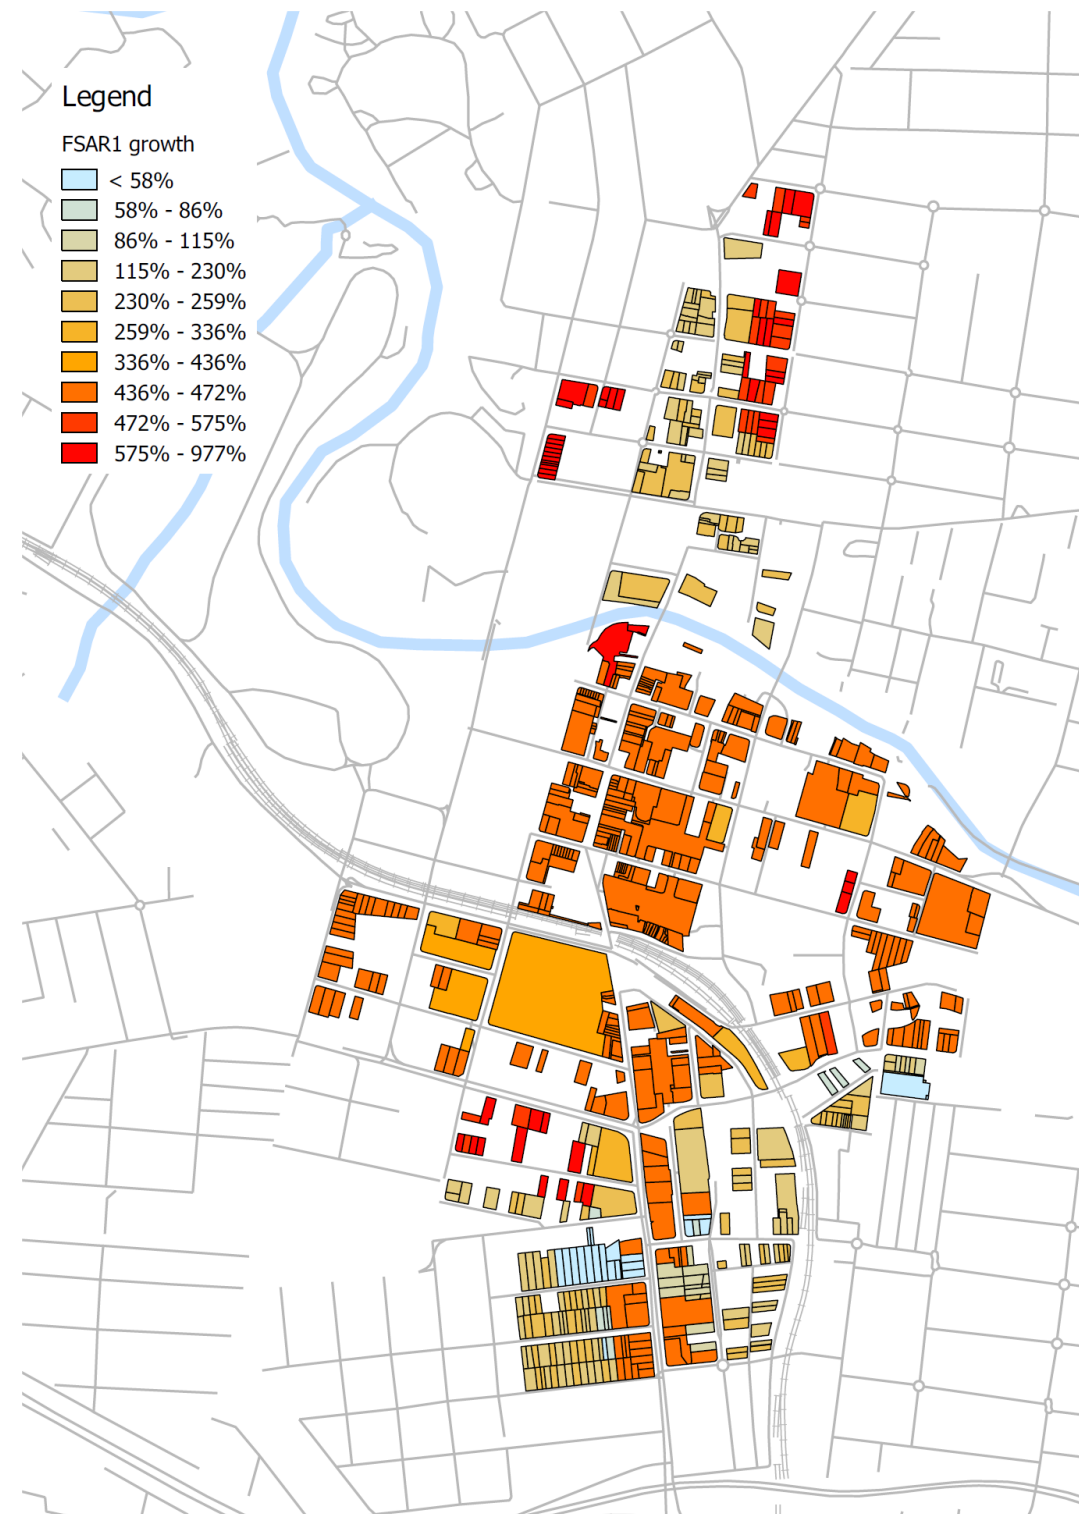 Legend
FSAR1 growth
< 58%
58% - 86%
86% - 115%
115% - 230%
230% - 259%
259% - 336%
336% - 436%
436% - 472%
472% - 575%
575% - 977%